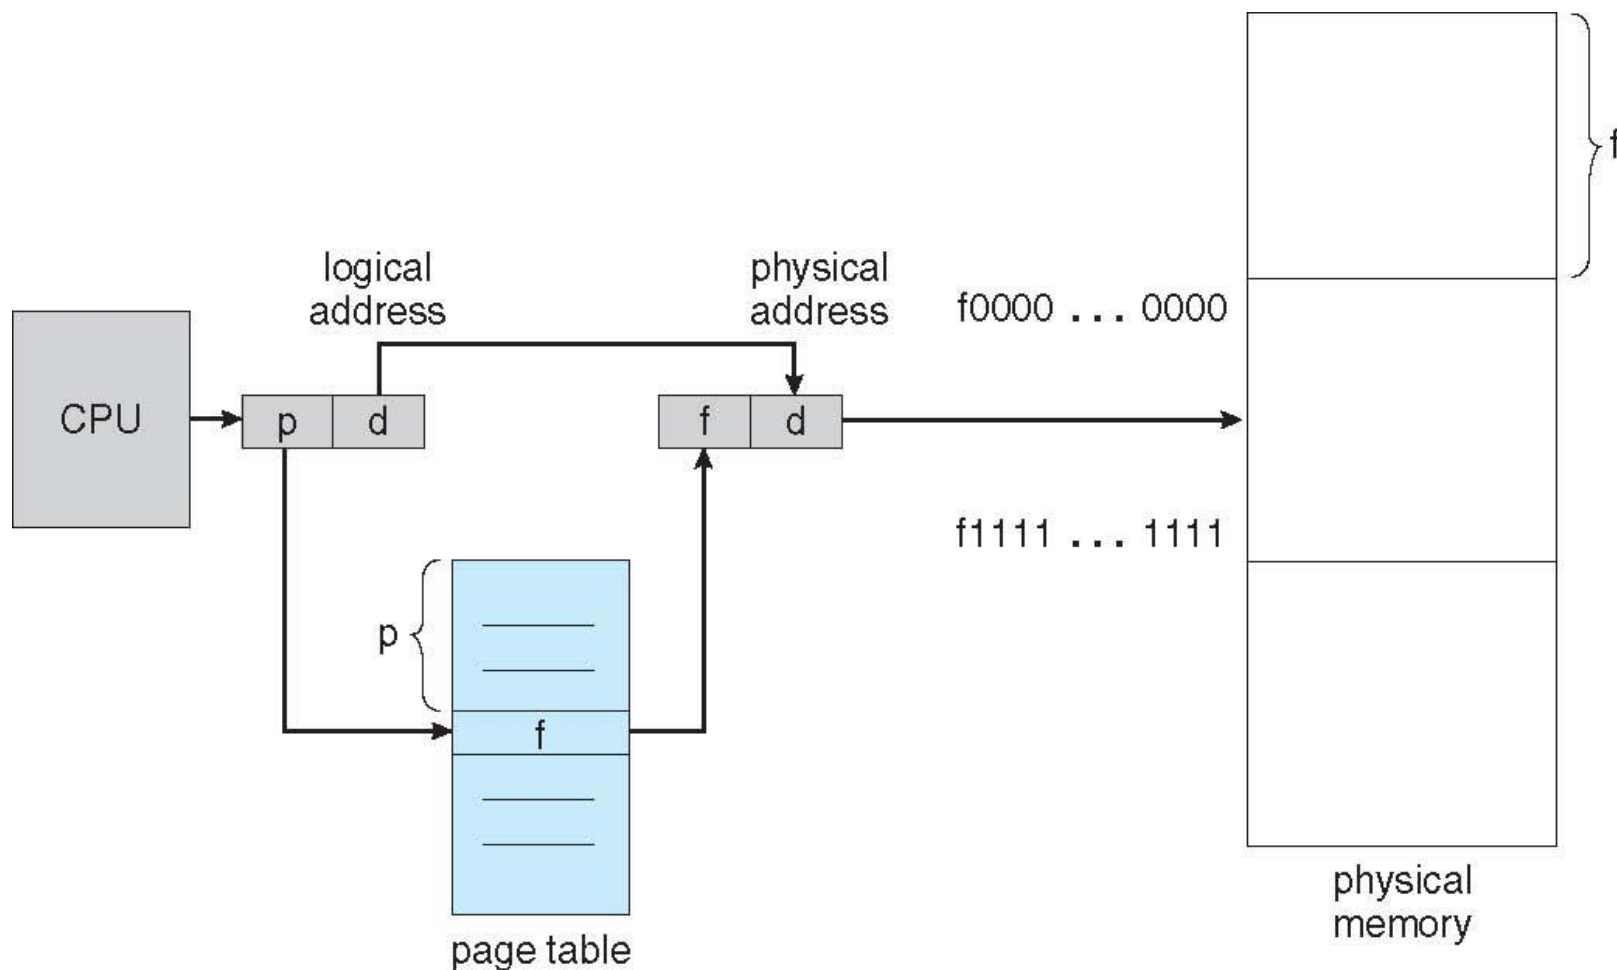 f
logical
address
physical
address
f0000 ... 0000
CPU
p d
f d
f1111 ... 1111
p
f
physical
memory
page table